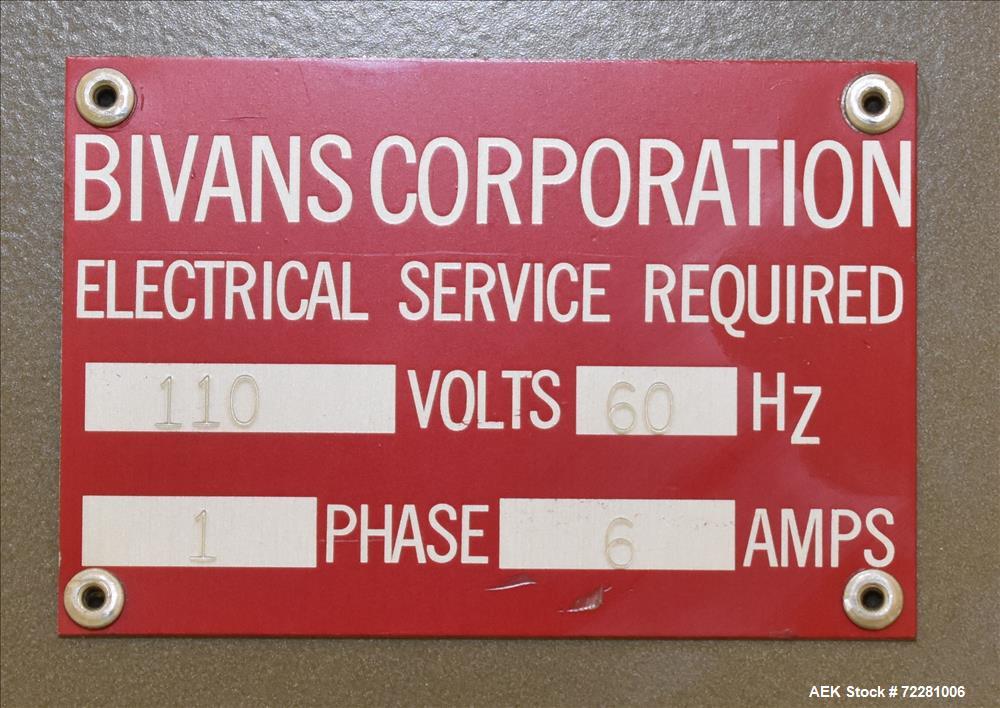 BIVANS CORPORATION
ELECTRICAL SERVICE REQUIRED
110 VOLTS 60 Hz
1 PHASE 6 AMPS
AEK Stock # 72281006